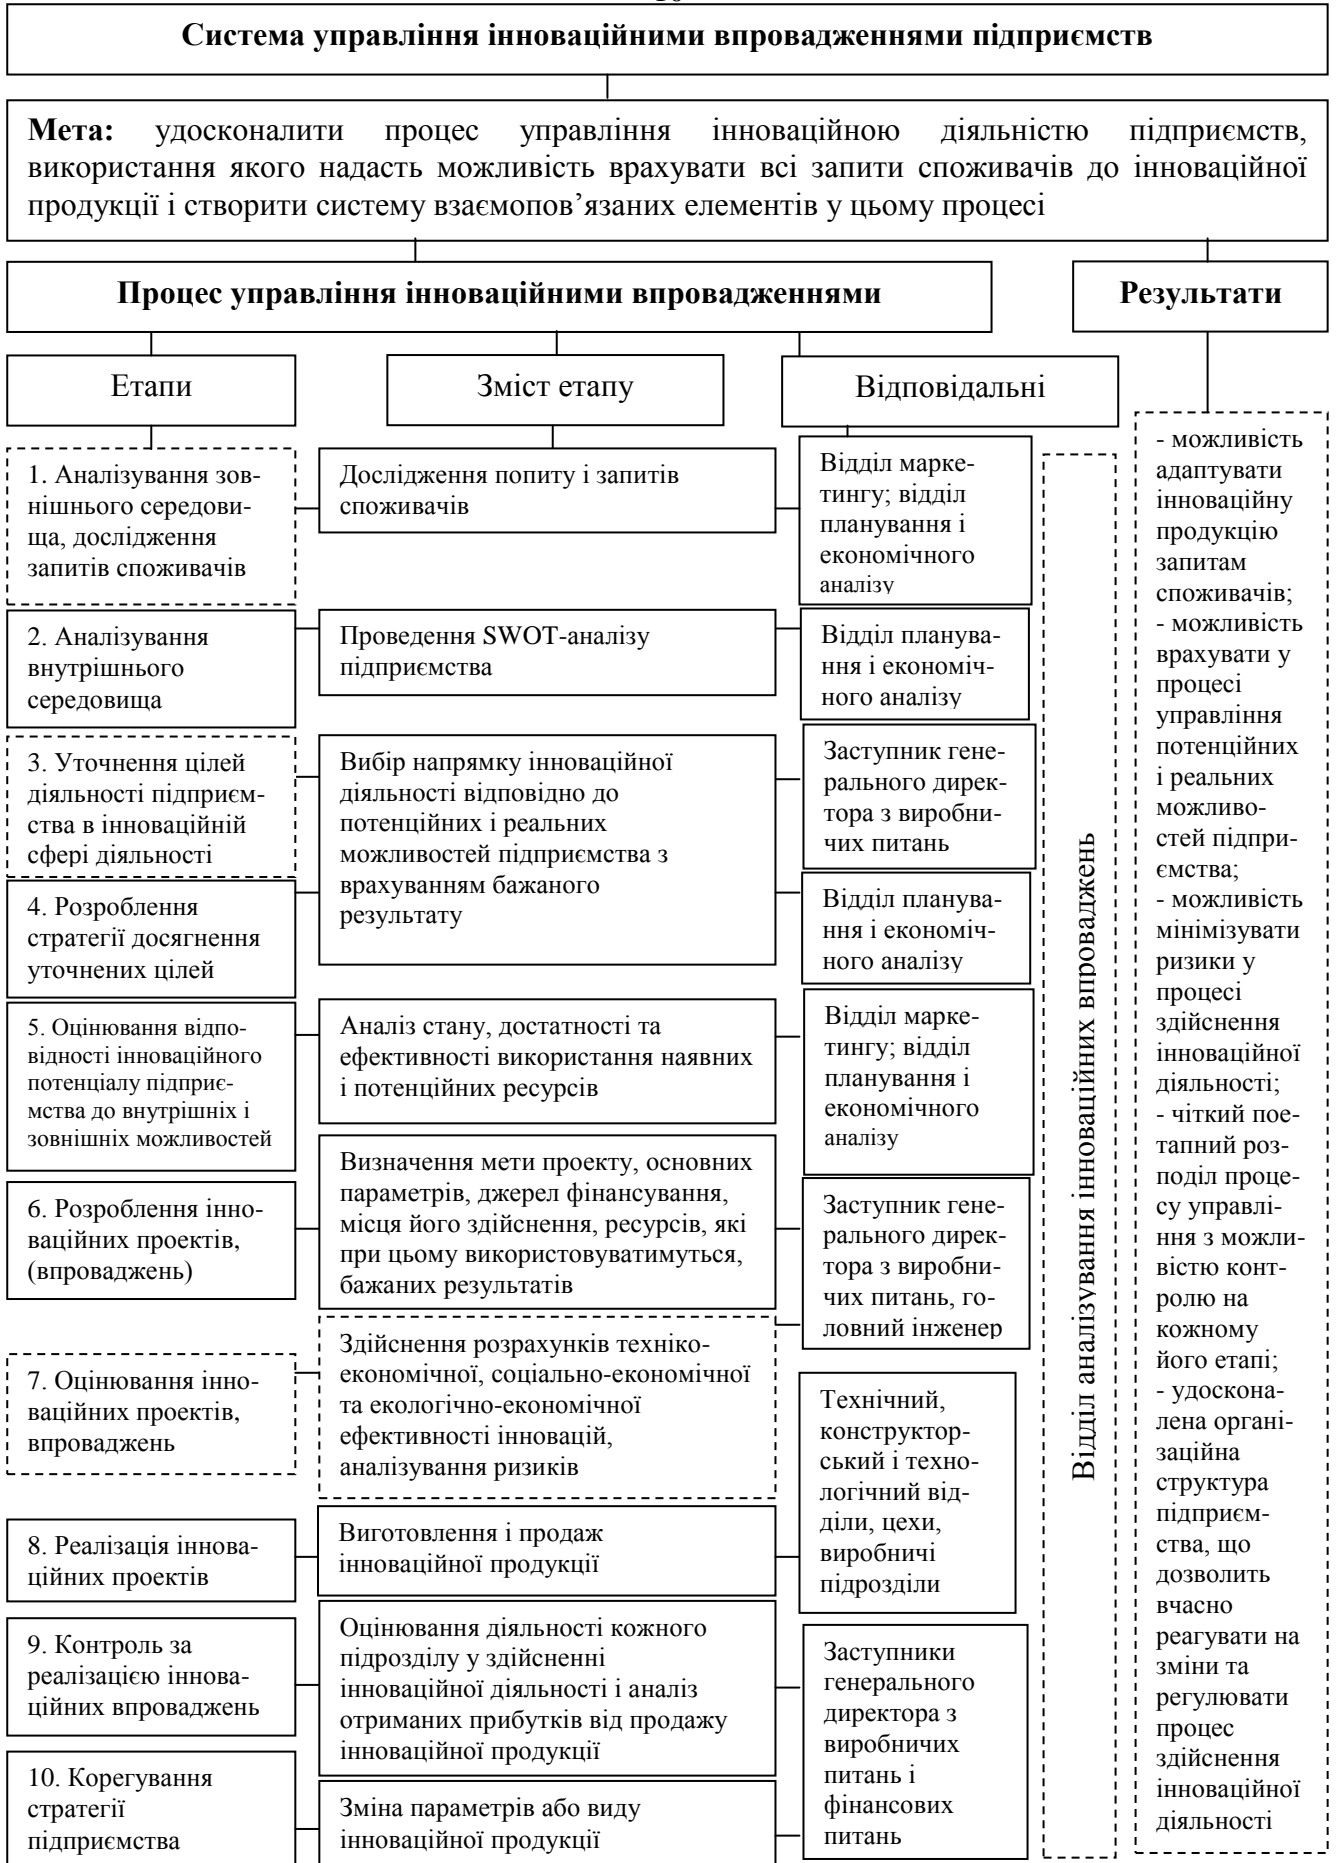 Система управління інноваційними впровадженнями підприємств
Мета: удосконалити процес управління інноваційною діяльністю підприємств,
використання якого надасть можливість врахувати всі запити споживачів до інноваційної
продукції і створити систему взаємопов’язаних елементів у цьому процесі
Процес управління інноваційними впровадженнями
Результати
Етапи
Зміст етапу
Відповідальні
1. Аналізування зов-
нішнього середови-
ща, дослідження
запитів споживачів
Дослідження попиту і запитів
споживачів
Відділ марке-
тингу; відділ
планування і
економічного
аналізу
2. Аналізування
внутрішнього
середовища
Проведення SWOT-аналізу
підприємства
Відділ планува-
ння і економіч-
ного аналізу
3. Уточнення цілей
діяльності підприєм-
ства в інноваційній
сфері діяльності
Вибір напрямку інноваційної
діяльності відповідно до
потенційних і реальних
можливостей підприємства з
врахуванням бажаного
результату
Заступник гене-
рального дирек-
тора з виробни-
чих питань
4. Розроблення
стратегії досягнення
уточнених цілей
Відділ планува-
ння і економіч-
ного аналізу
5. Оцінювання відпо-
відності інноваційного
потенціалу підприє-
мства до внутрішніх і
зовнішніх можливостей
Аналіз стану, достатності та
ефективності використання наявних
і потенційних ресурсів
Відділ марке-
тингу; відділ
планування і
економічного
аналізу
6. Розроблення інно-
ваційних проектів,
(впроваджень)
Визначення мети проекту, основних
параметрів, джерел фінансування,
місця його здійснення, ресурсів, які
при цьому використовуватимуться,
бажаних результатів
Заступник гене-
рального дирек-
тора з виробни-
чих питань, го-
ловний інженер
7. Оцінювання інно-
ваційних проектів,
впроваджень
Здійснення розрахунків техніко-
економічної, соціально-економічної
та екологічно-економічної
ефективності інновацій,
аналізування ризиків
Технічний,
конструктор-
ський і техно-
логічний від-
діли, цехи,
виробничі
підрозділи
8. Реалізація іннова-
ційних проектів
Виготовлення і продаж
інноваційної продукції
9. Контроль за
реалізацією іннова-
ційних впроваджень
Оцінювання діяльності кожного
підрозділу у здійсненні
інноваційної діяльності і аналіз
отриманих прибутків від продажу
інноваційної продукції
Заступники
генерального
директора з
виробничих
питань і
фінансових
питань
10. Корегування
стратегії
підприємства
Зміна параметрів або виду
інноваційної продукції
Відділ аналізування інноваційних впроваджень
- можливість
адаптувати
інноваційну
продукцію
запитам
споживачів;
- можливість
врахувати у
процесі
управління
потенційних
і реальних
можливо-
стей підпри-
ємства;
- можливість
мінімізувати
ризики у
процесі
здійснення
інноваційної
діяльності;
- чіткий пое-
тапний роз-
поділ проце-
су управлі-
ння з можли-
вістю конт-
ролю на
кожному
його етапі;
- удоскона-
лена органі-
заційна
структура
підприєм-
ства, що
дозволить
вчасно
реагувати на
зміни та
регулювати
процес
здійснення
інноваційної
діяльності